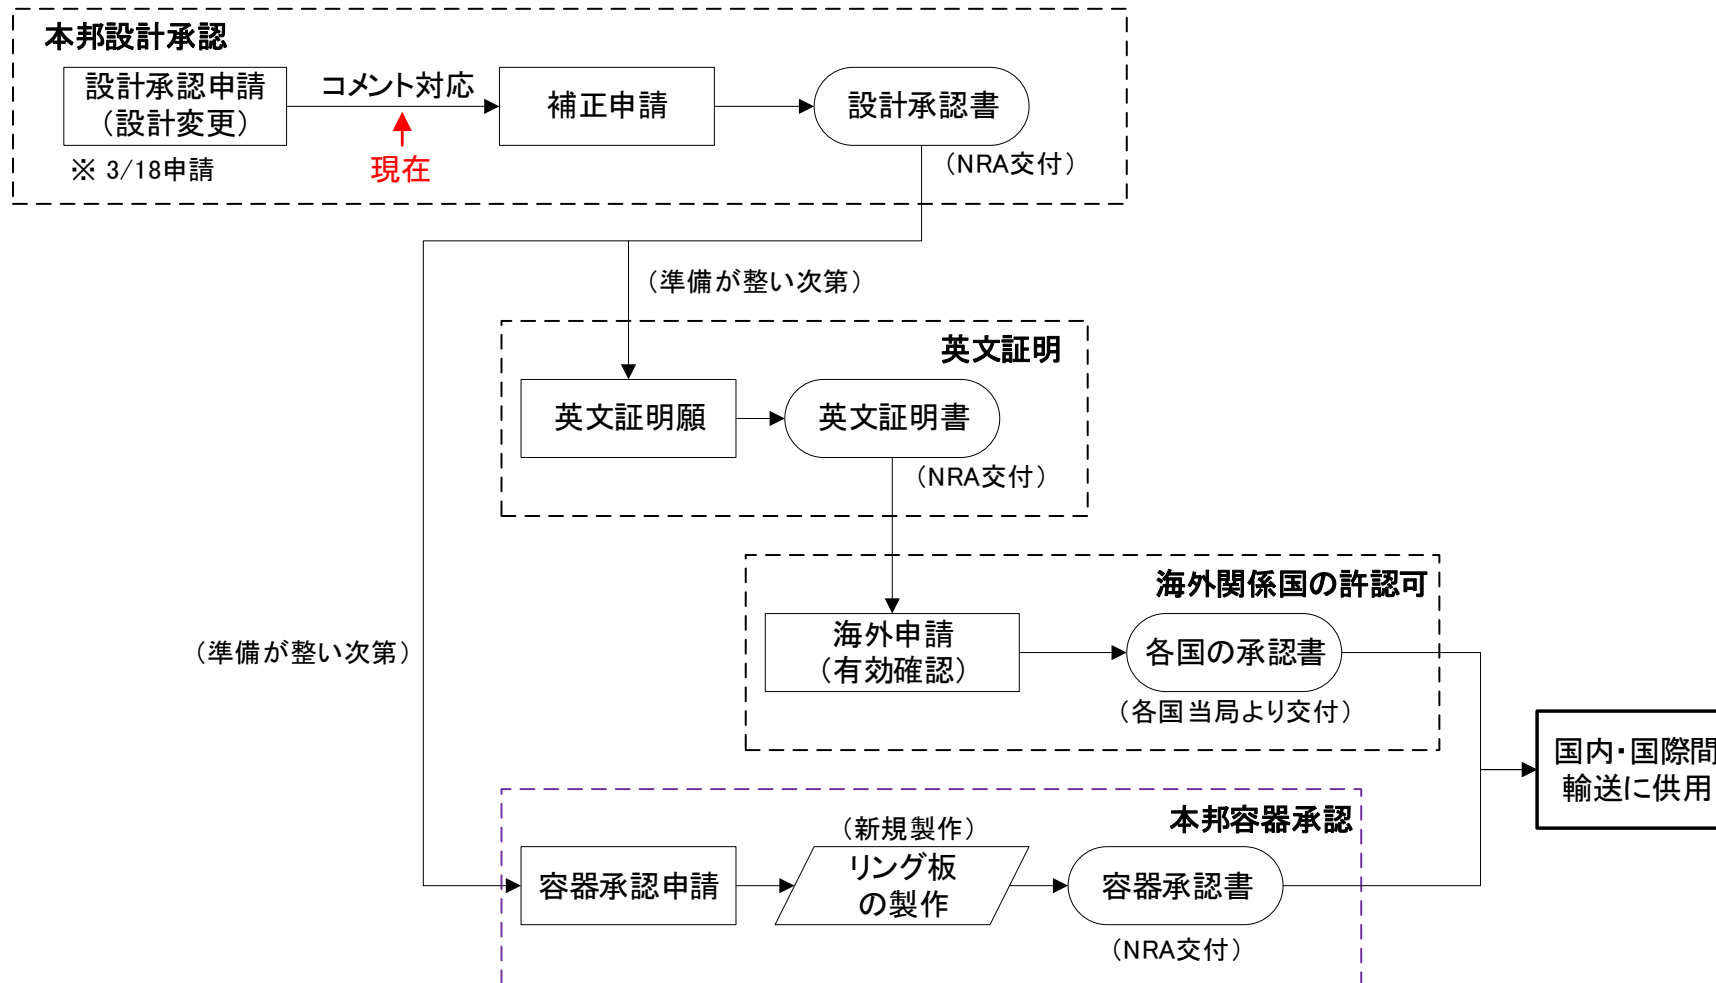 本邦設計承認
設計承認申請
（設計変更）
コメント対応
補正申請
設計承認書
※ 3/18申請
現在
（NRA交付）
（準備が整い次第）
英文証明
英文証明願
英文証明書
（NRA交付）
海外関係国の許認可
海外申請
（有効確認）
各国の承認書
（各国当局より交付）
（準備が整い次第）
国内・国際間
輸送に供用
本邦容器承認
（新規製作）
容器承認申請
リング板
の製作
容器承認書
（NRA交付）